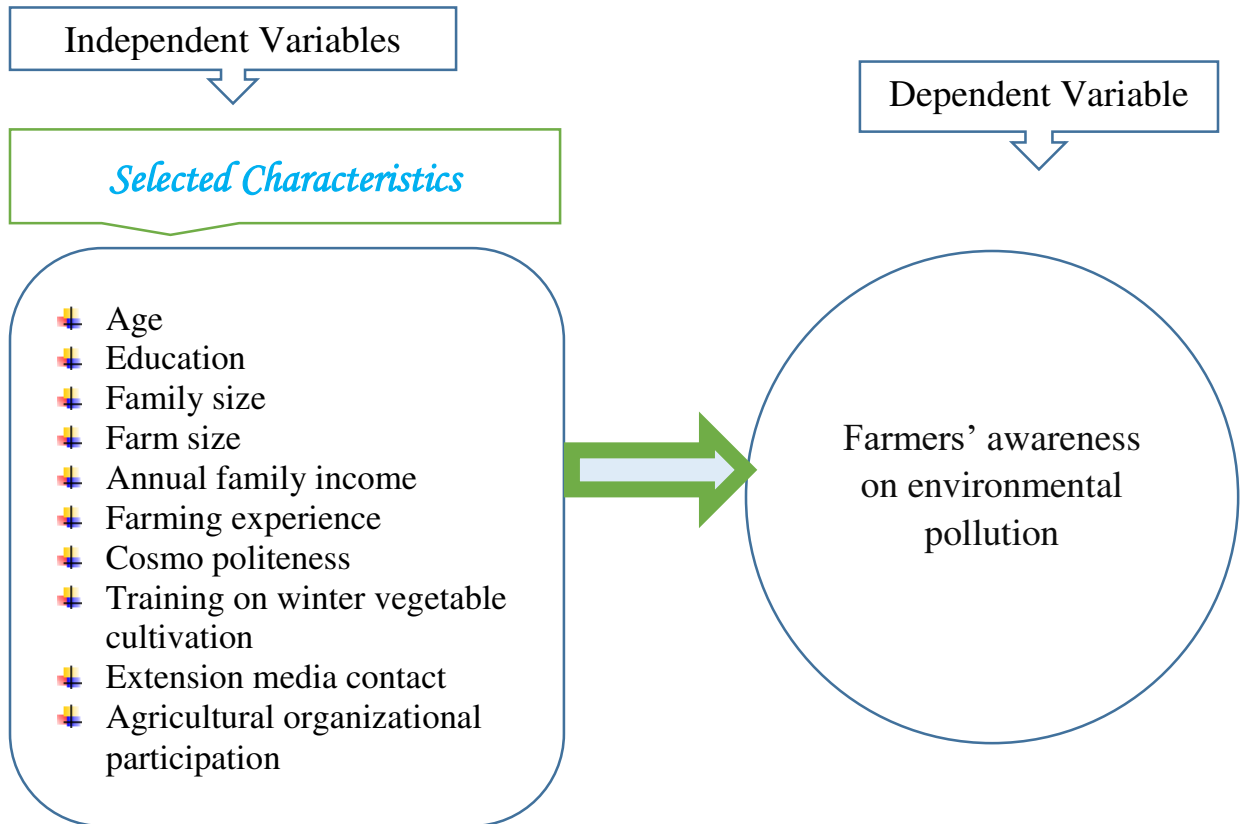 Independent Variables
Dependent Variable
Selected Characteristics
Age
Education
Family size
Farm size
Annual family income
Farming experience
Cosmo politeness
Training on winter vegetable
cultivation
Extension media contact
Agricultural organizational
participation
Farmers’ awareness
on environmental
pollution